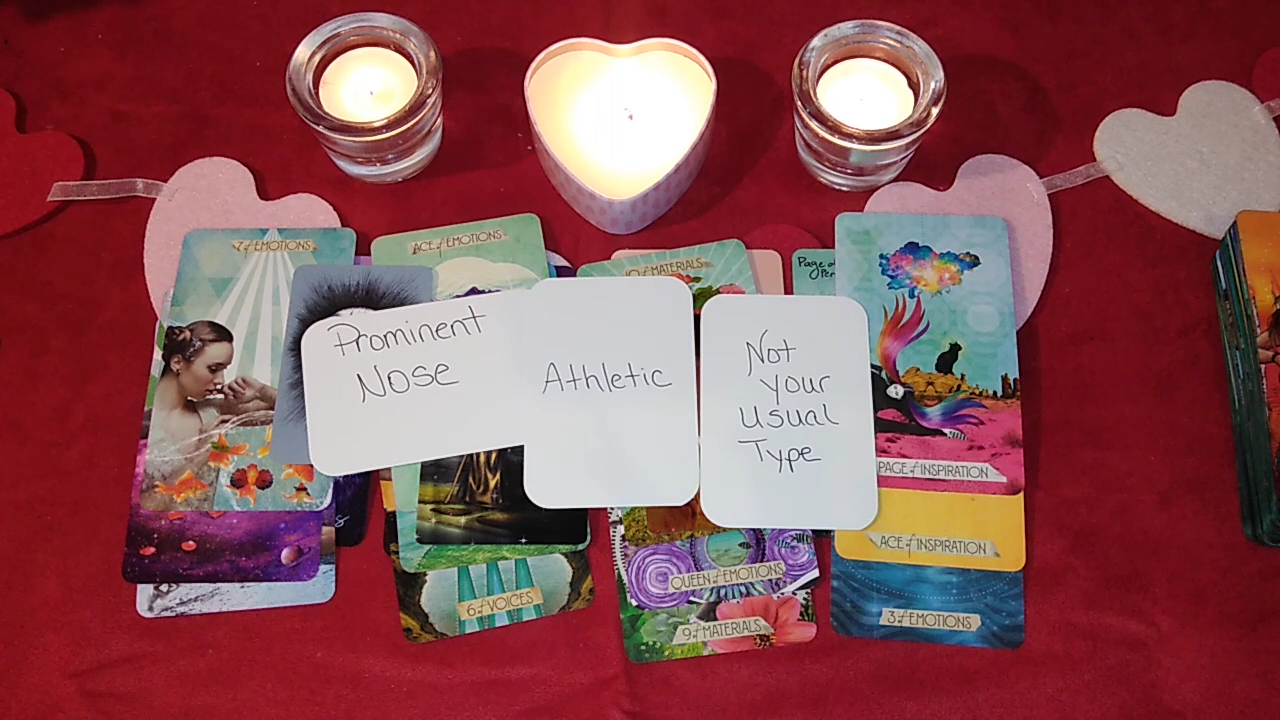 7 of EMOTIONS
ACE of EMOTIONS
10 of MATERIALS
Page of
Prominent
Nose
Athletic
Not
your
usual
Type
PAGE of INSPIRATION
ACE of INSPIRATION
QUEEN of EMOTIONS
6 of VOICES
3 of EMOTIONS
9 of MATERIALS